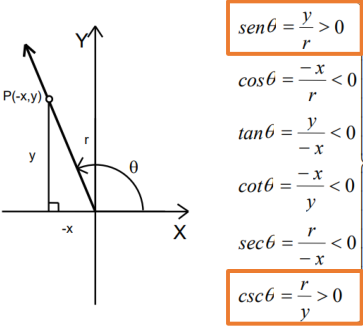 Y
P(-x,y)
r
y
θ
-x
X
senθ = y/r > 0
cosθ = -x/r < 0
tanθ = y/-x < 0
cotθ = -x/y < 0
secθ = r/-x < 0
cscθ = r/y > 0